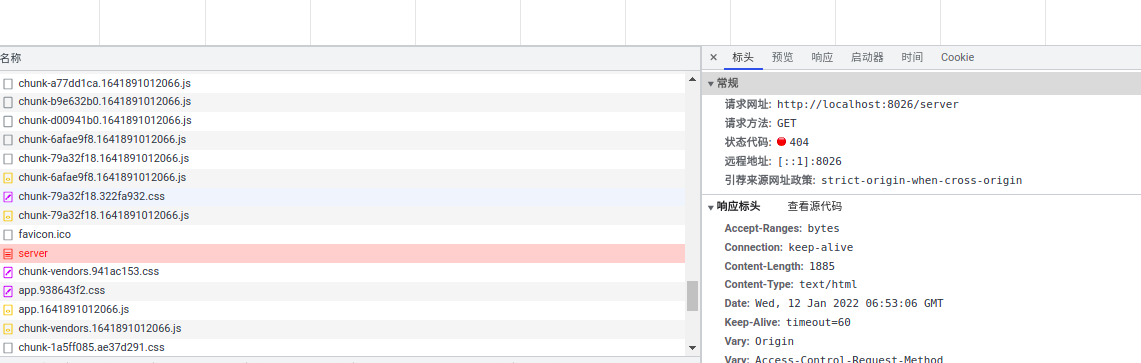 名称
chunk-a77dd1ca.1641891012066.js
chunk-b9e632b0.1641891012066.js
chunk-d00941b0.1641891012066.js
chunk-6afae9f8.1641891012066.js
chunk-79a32f18.1641891012066.js
chunk-6afae9f8.1641891012066.js
chunk-79a32f18.322fa932.css
chunk-79a32f18.1641891012066.js
favicon.ico
server
chunk-vendors.941ac153.css
app.938643f2.css
app.1641891012066.js
chunk-vendors.1641891012066.js
chunk-1a5ff085.ae37d291.css
× 标头 预览 响应 启动器 时间 Cookie
常规
请求网址: http://localhost:8026/server
请求方法: GET
状态代码: 404
远程地址: [::1]:8026
引荐来源网址政策: strict-origin-when-cross-origin
响应标头 查看源代码
Accept-Ranges: bytes
Connection: keep-alive
Content-Length: 1885
Content-Type: text/html
Date: Wed, 12 Jan 2022 06:53:06 GMT
Keep-Alive: timeout=60
Vary: Origin
Vary: Access-Control-Request-Method